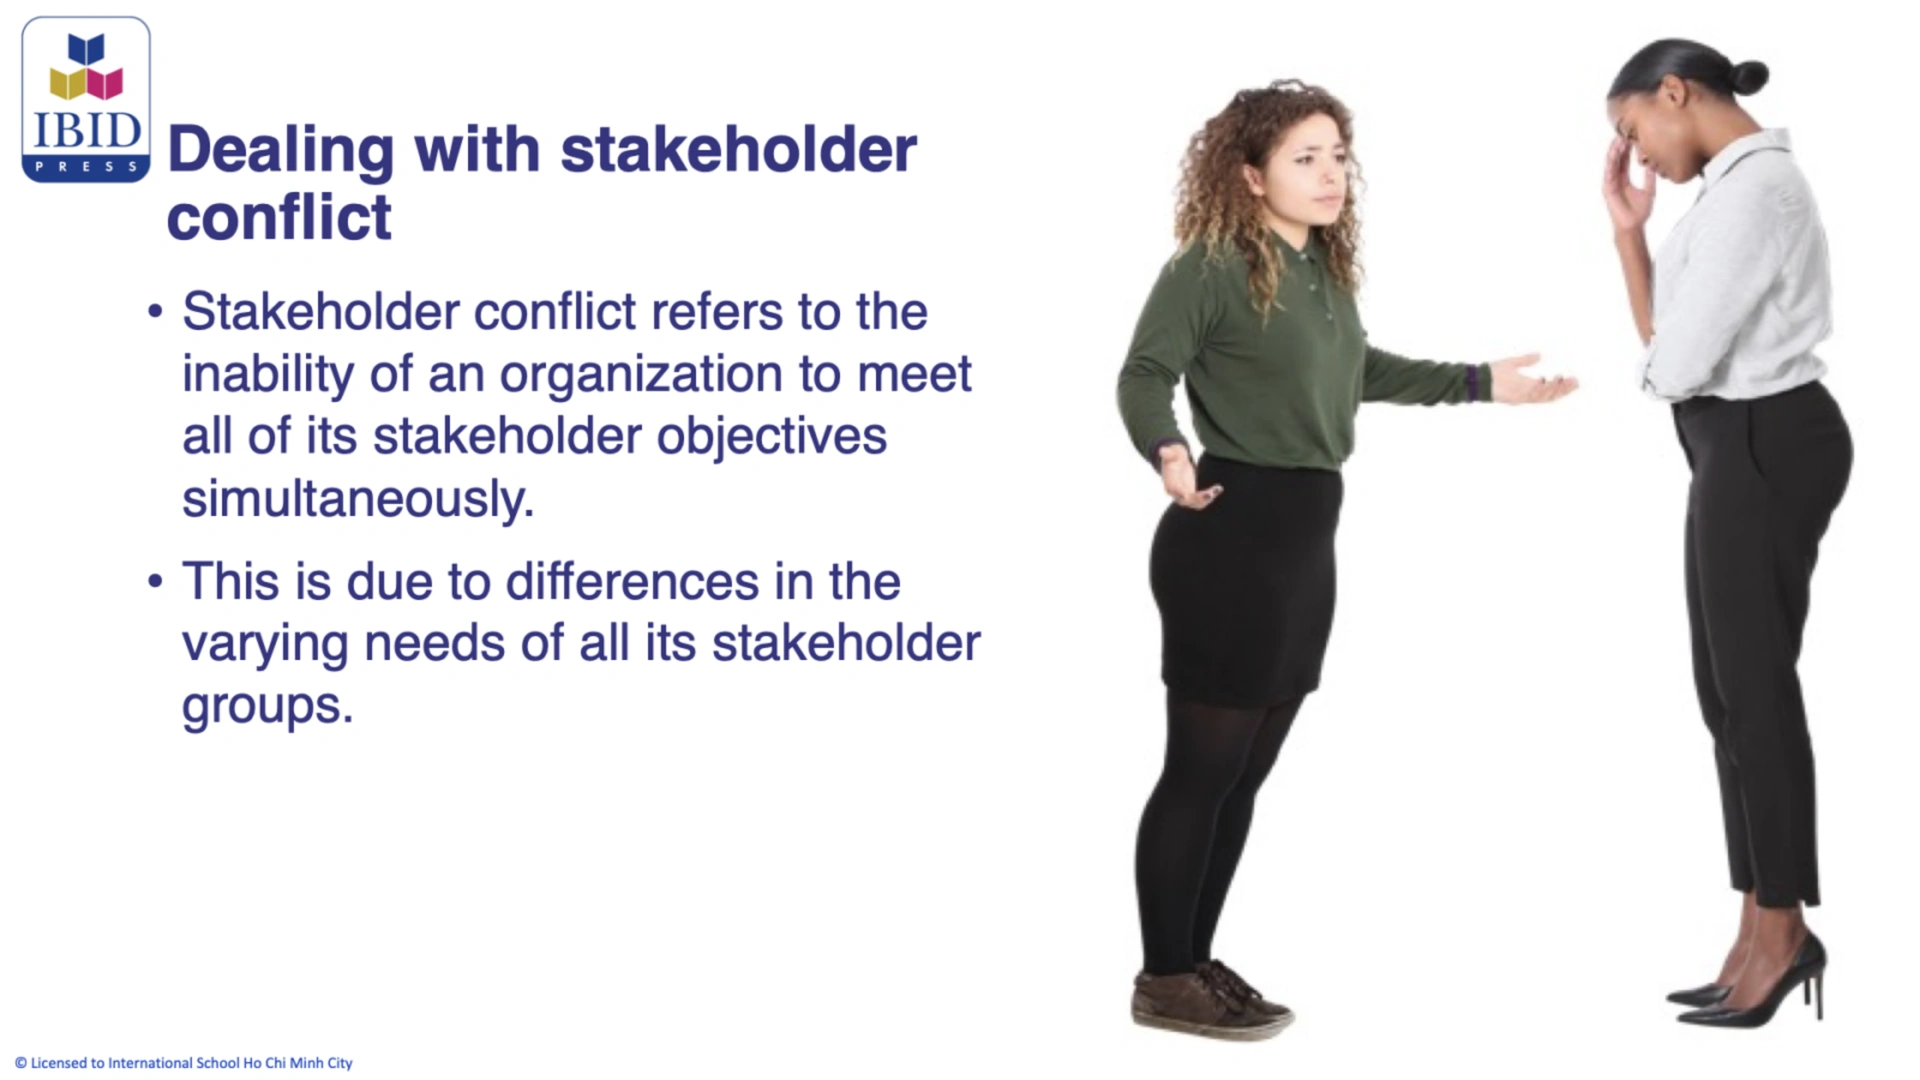 IBID
PRESS
Dealing with stakeholder
conflict
• Stakeholder conflict refers to the
inability of an organization to meet
all of its stakeholder objectives
simultaneously.
• This is due to differences in the
varying needs of all its stakeholder
groups.
© Licensed to International School Ho Chi Minh City